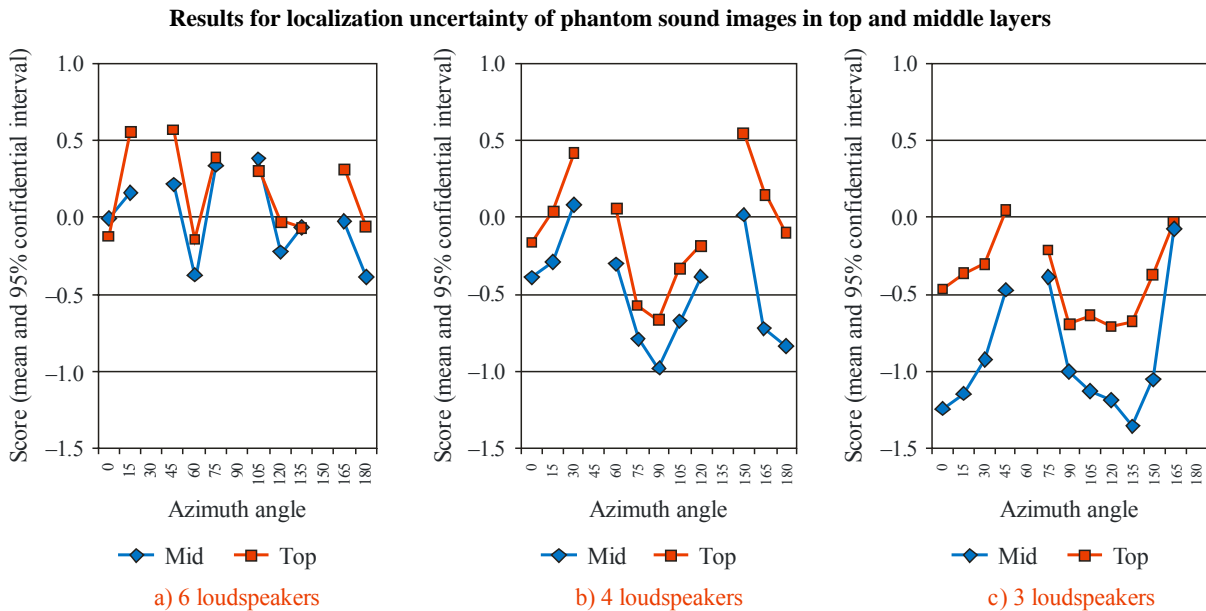 Results for localization uncertainty of phantom sound images in top and middle layers
Score (mean and 95% confidential interval)
1.0
0.5
0.0
–0.5
–1.0
–1.5
0 15 30 45 60 75 90 105 120 135 150 165 180
Azimuth angle
Mid Top
a) 6 loudspeakers
Score (mean and 95% confidential interval)
1.0
0.5
0.0
–0.5
–1.0
–1.5
0 15 30 45 60 75 90 105 120 135 150 165 180
Azimuth angle
Mid Top
b) 4 loudspeakers
Score (mean and 95% confidential interval)
1.0
0.5
0.0
–0.5
–1.0
–1.5
0 15 30 45 60 75 90 105 120 135 150 165 180
Azimuth angle
Mid Top
c) 3 loudspeakers